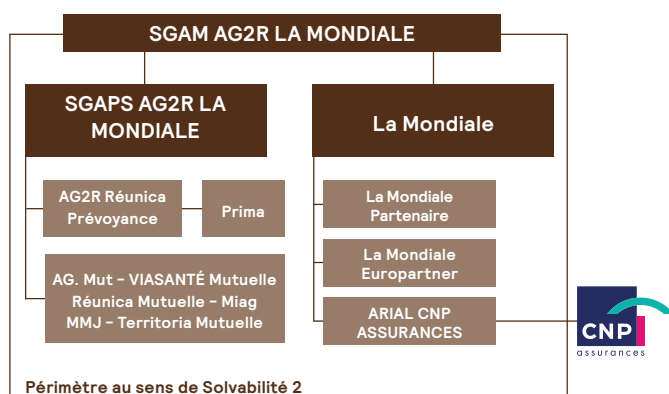 SGAM AG2R LA MONDIALE
SGAPS AG2R LA
MONDIALE
La Mondiale
AG2R Réunica
Prévoyance
Prima
La Mondiale
Partenaire
AG. Mut – VIASANTÉ Mutuelle
Réunica Mutuelle – Miag
MMJ – Territoria Mutuelle
La Mondiale
Europartner
ARIAL CNP
ASSURANCES
CNP
assurances
Périmètre au sens de Solvabilité 2